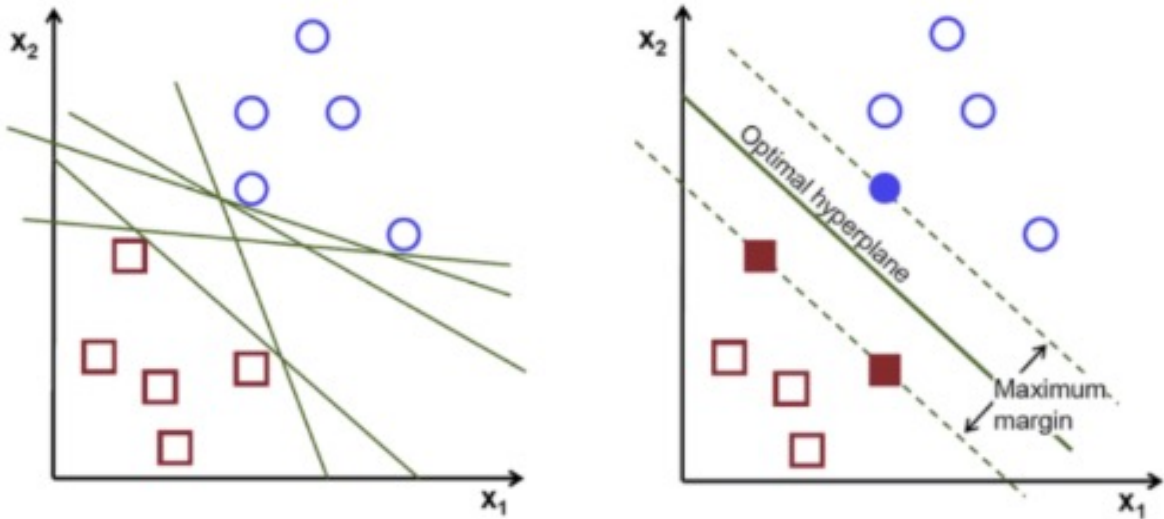 x₂
x₁
x₂
Optimal hyperplane
Maximum
margin
x₁